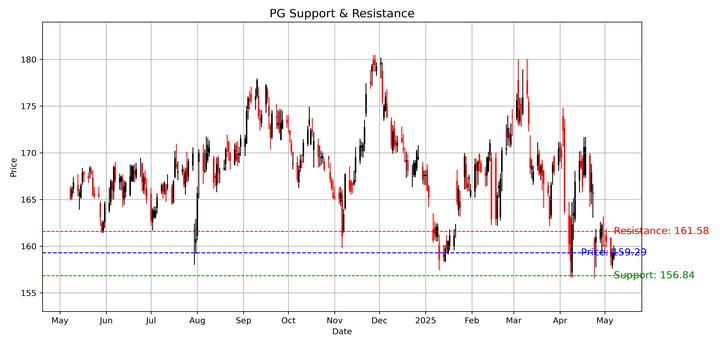 PG Support & Resistance
Price
180
175
170
165
160
155
Resistance: 161.58
Price: 159.29
Support: 156.84
May Jun Jul Aug Sep Oct Nov Dec 2025 Feb Mar Apr May
Date